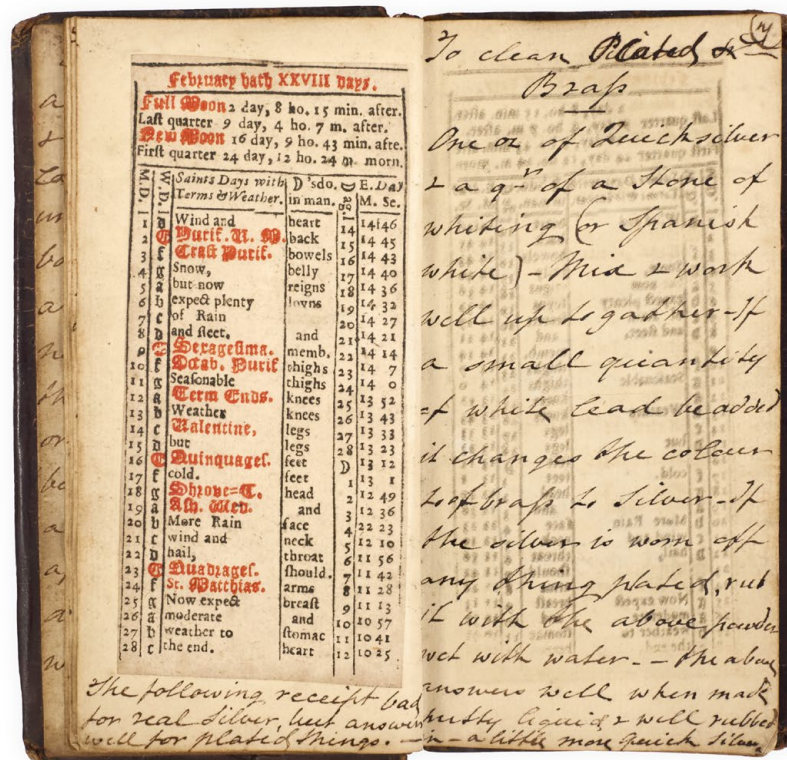 February hath XXVIII days.
Full Moon 2 day, 8 ho. 15 min. after.
Last quarter 9 day, 4 ho. 7 m. after.
New Moon 16 day, 9 ho. 43 min. afte.
First quarter 24 day, 12 ho. 24 m. morn.
M.D. W.D. Saints Days with Terms & Weather. D's do. in man. D age E. Day M. Sc.
1 d Wind and heart 14 14 46
2 e Purif. V. M. back 15 14 45
3 f Crast Purif. bowels 16 14 43
4 g Snow, belly 17 14 40
5 a but now reigns 18 14 36
6 b expect plenty loyns 19 14 32
7 c of Rain 20 14 27
8 d and sleet. and 21 14 21
9 e Sexagesima. memb. 22 14 14
10 f Octab. Purif thighs 23 14 7
11 g Seasonable thighs 24 14 0
12 a Term Ends. knees 25 13 52
13 b Weather knees 26 13 43
14 c Valentine, legs 27 13 33
15 d but legs 28 13 23
16 e Quinquages. feet D 13 12
17 f cold. feet 1 13 1
18 g Shrove=T. head 2 12 49
19 a Ash. Wed. and 3 12 36
20 b More Rain face 4 22 23
21 c wind and neck 5 12 10
22 d hail, throat 6 11 56
23 e Quadrages. should. 7 11 42
24 f St. Matthias. arms 8 11 28
25 g Now expect breast 9 11 13
26 a moderate and 10 10 57
27 b weather to stomac 11 10 41
28 c the end. heart 12 10 25
The following receipt bad
for real silver, but answers
well for plated things.
To clean Plated &
Brass
One oz of Quicksilver
& a qr of a Stone of
whiting (or Spanish
white) - Mix & work
well up togather - If
a small quantity
of white lead be added
it changes the colour
of brass to Silver - If
the silver is worn off
any thing plated, rub
it with the above powder
wet with water. - the above
answers well when made
pretty liquid & well rubbed
in - a little more quick silver